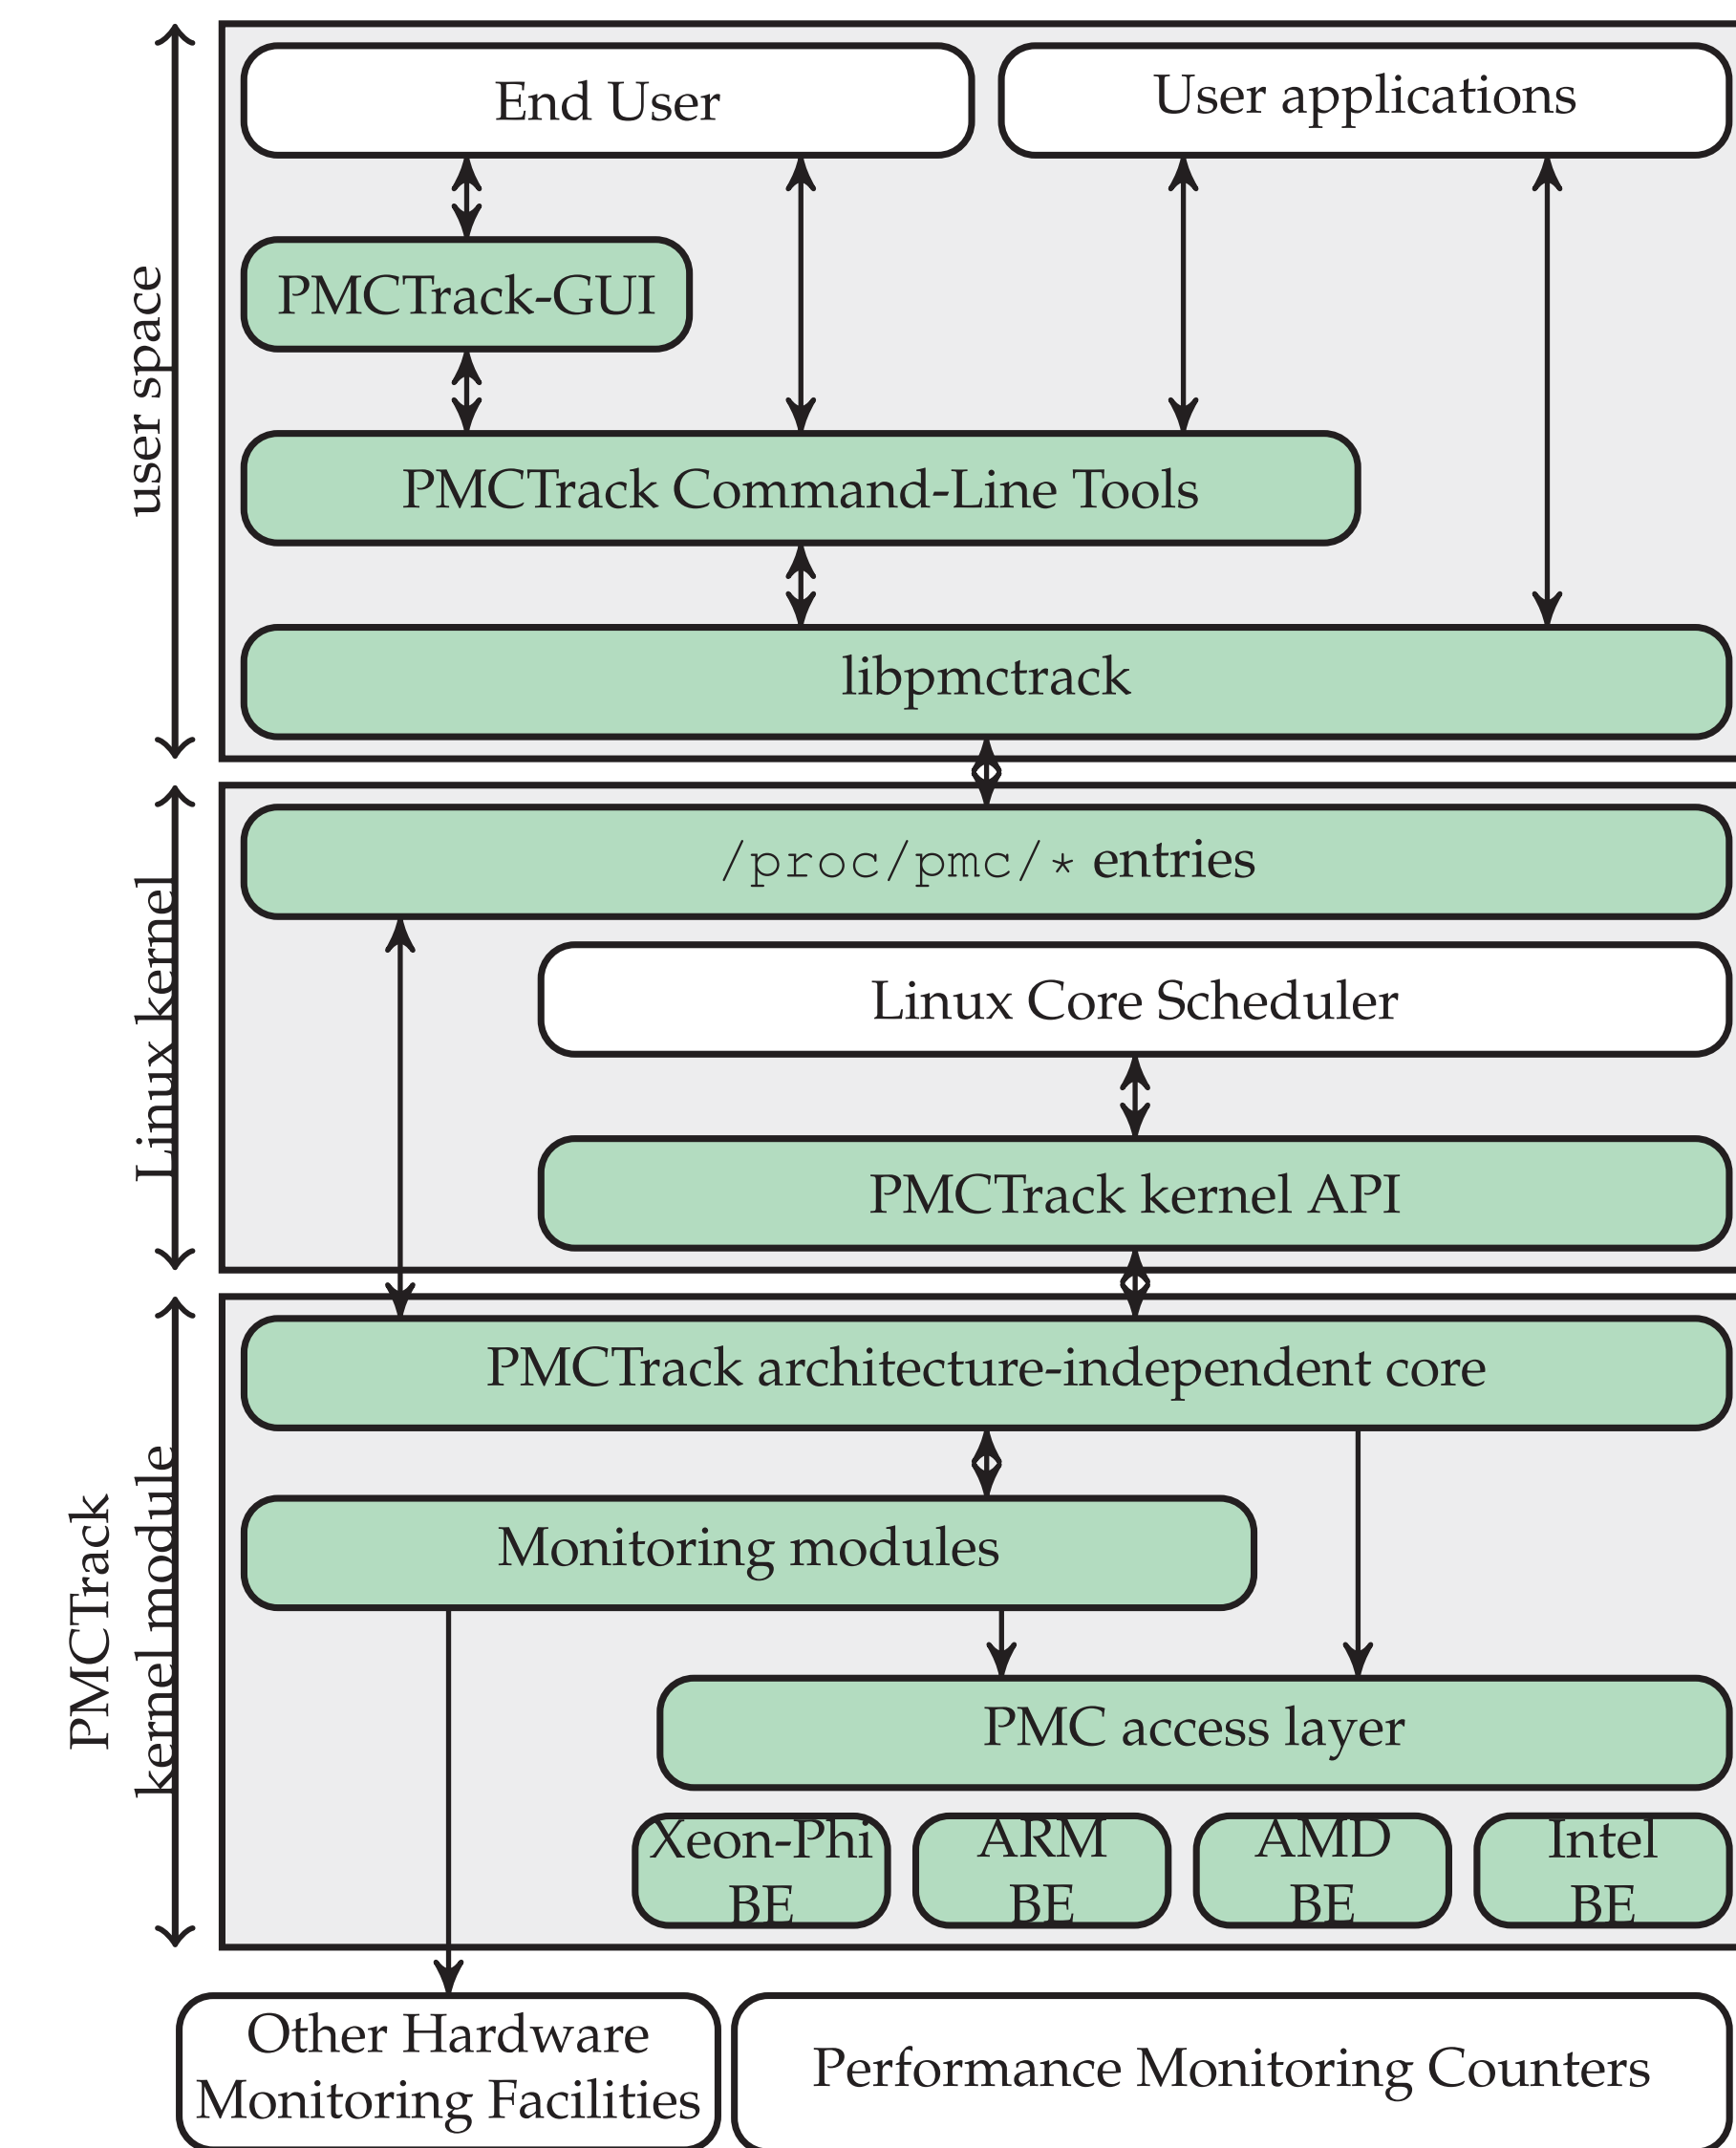 End User
User applications
PMCTrack-GUI
PMCTrack Command-Line Tools
libpmctrack
user space
/proc/pmc/* entries
Linux Core Scheduler
PMCTrack kernel API
Linux kernel
PMCTrack architecture-independent core
Monitoring modules
PMC access layer
Xeon-Phi
BE
ARM
BE
AMD
BE
Intel
BE
PMCTrack
kernel module
Other Hardware
Monitoring Facilities
Performance Monitoring Counters